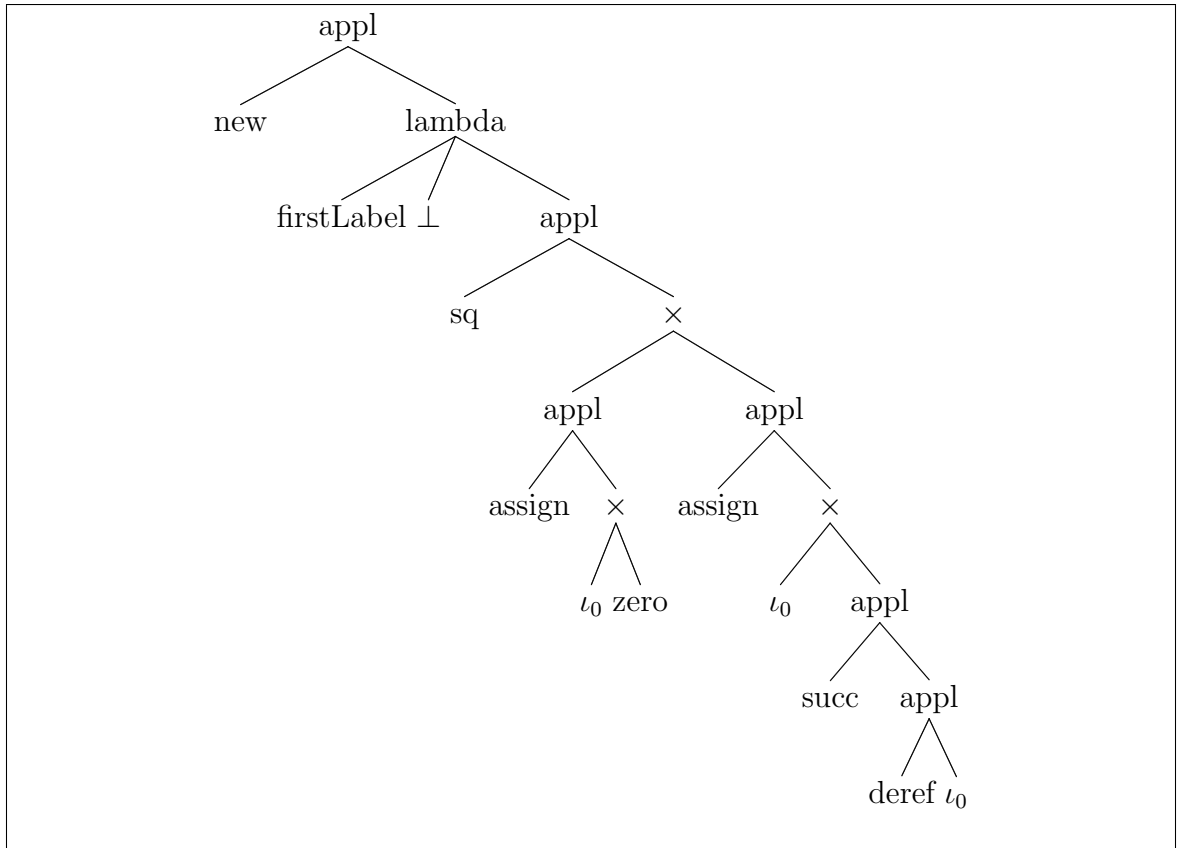 appl
new lambda
firstLabel ⊥ appl
sq ×
appl appl
assign × assign ×
ι₀ zero ι₀ appl
succ appl
deref ι₀